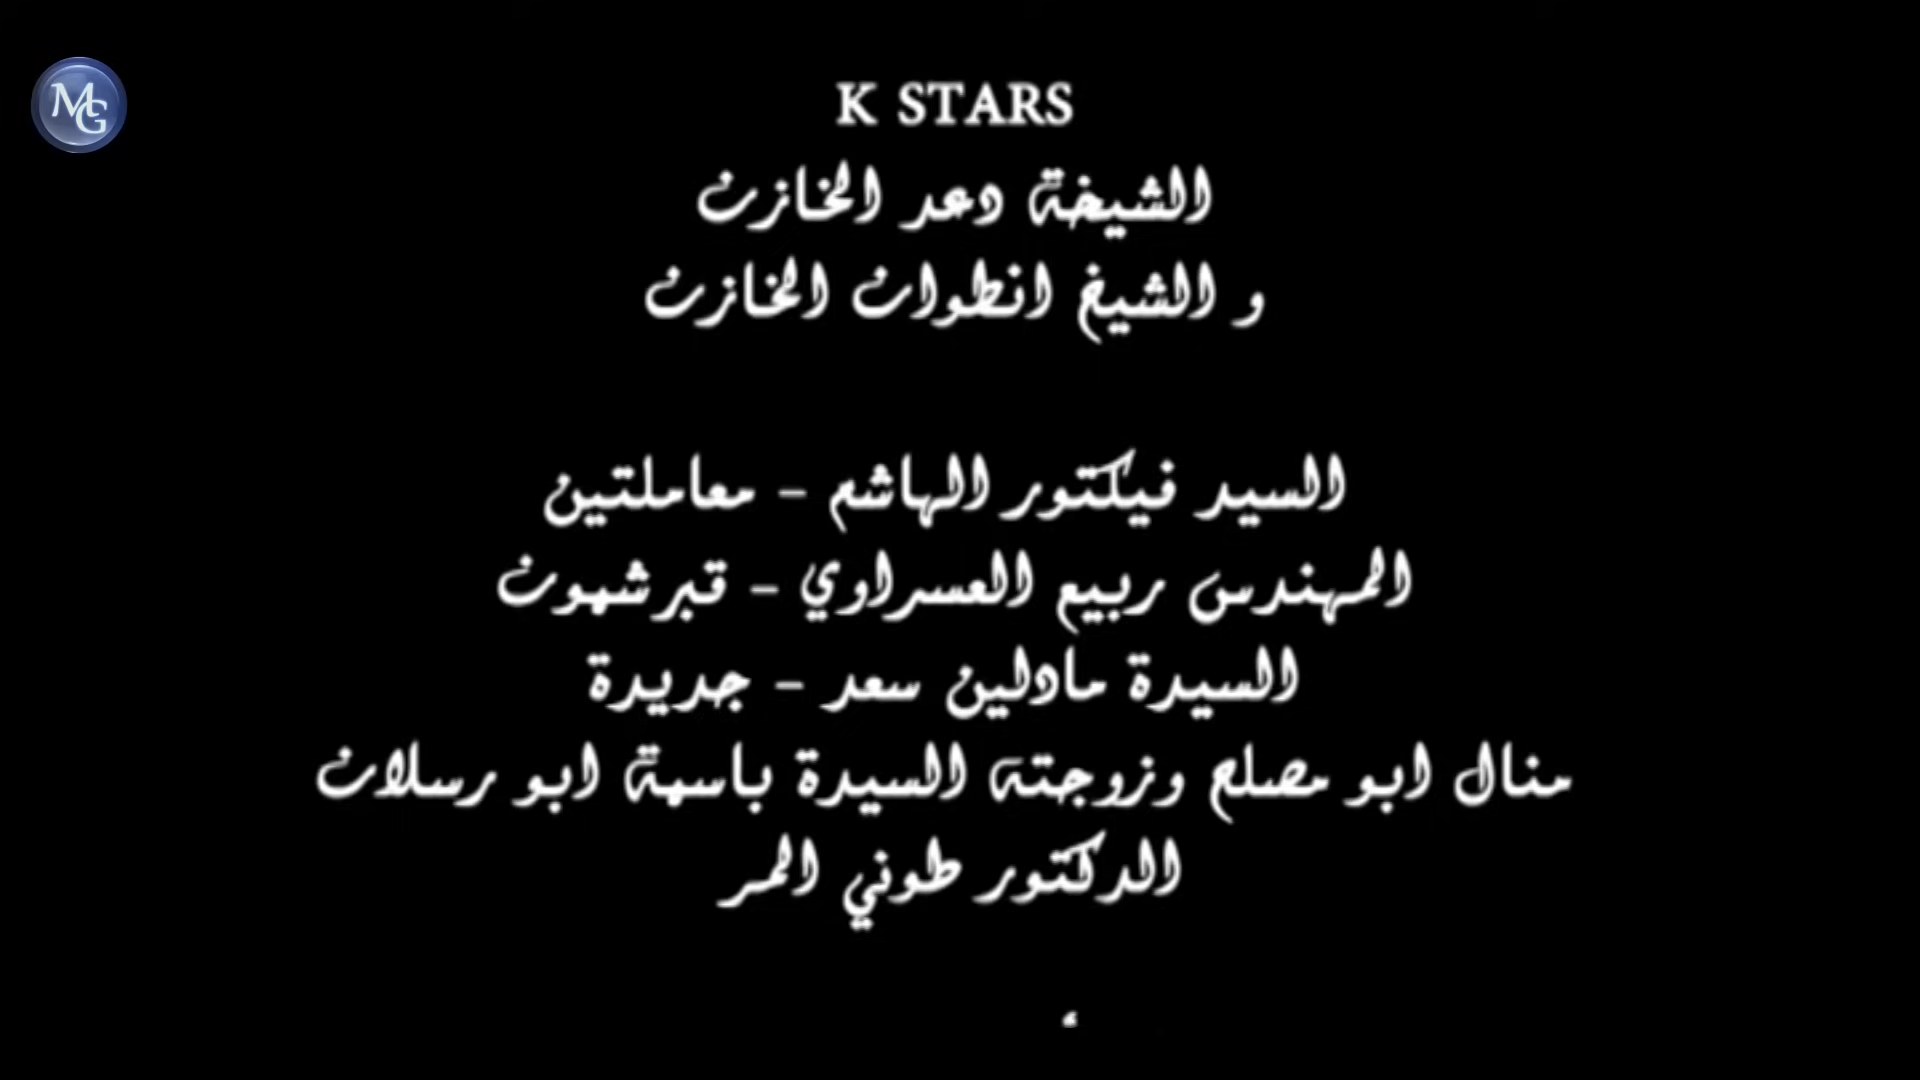 MG
K STARS
الشيخة دعد الخازن
و الشيخ انطوان الخازن
السيد فيكتور الهاشم – معاملتين
المهندس ربيع العسراوي – قبرشمون
السيدة مادلين سعد – جديدة
منال ابو مصلح وزوجته السيدة باسمة ابو رسلان
الدكتور طوني المر